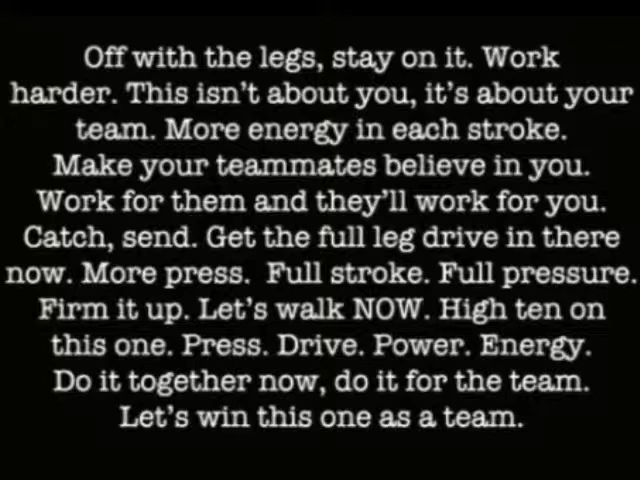 Off with the legs, stay on it. Work
harder. This isn't about you, it's about your
team. More energy in each stroke.
Make your teammates believe in you.
Work for them and they'll work for you.
Catch, send. Get the full leg drive in there
now. More press.  Full stroke. Full pressure.
Firm it up. Let's walk NOW. High ten on
this one. Press. Drive. Power. Energy.
Do it together now, do it for the team.
Let's win this one as a team.